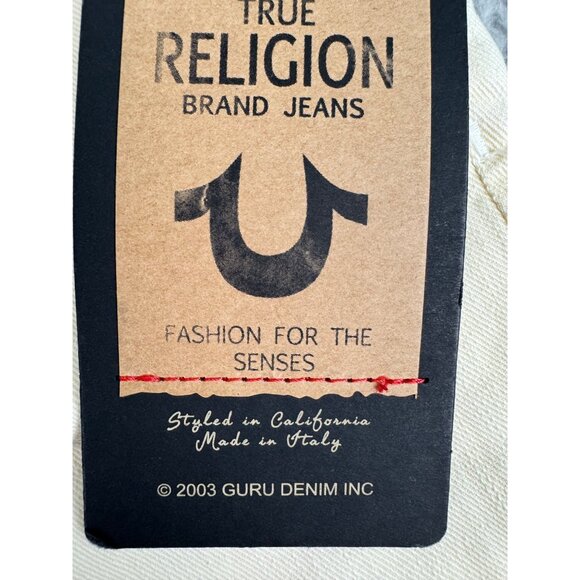 TRUE
RELIGION
BRAND JEANS
FASHION FOR THE
SENSES
Styled in California
Made in Italy
© 2003 GURU DENIM INC